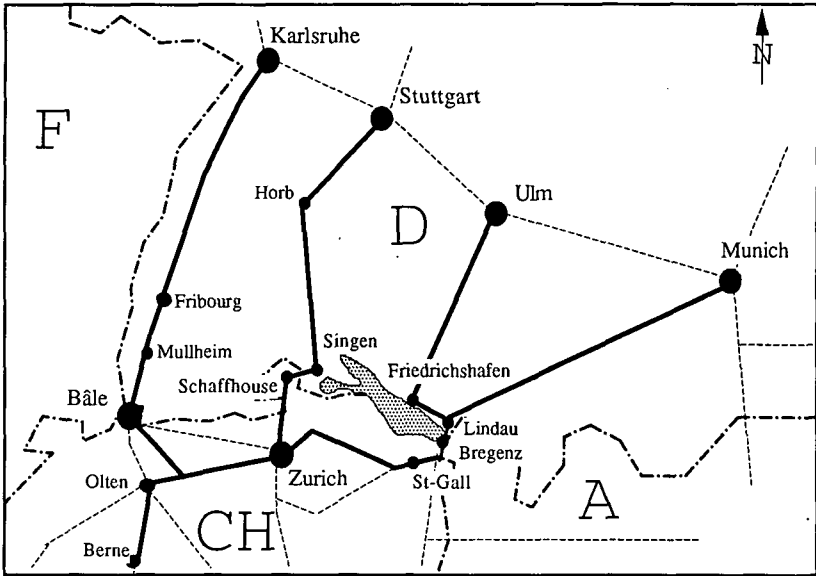 Karlsruhe
N
Stuttgart
F
Horb
D
Ulm
Munich
Fribourg
Mullheim
Singen
Friedrichshafen
Schaffhouse
Bâle
Lindau
Bregenz
Zurich
St-Gall
Olten
CH
A
Berne